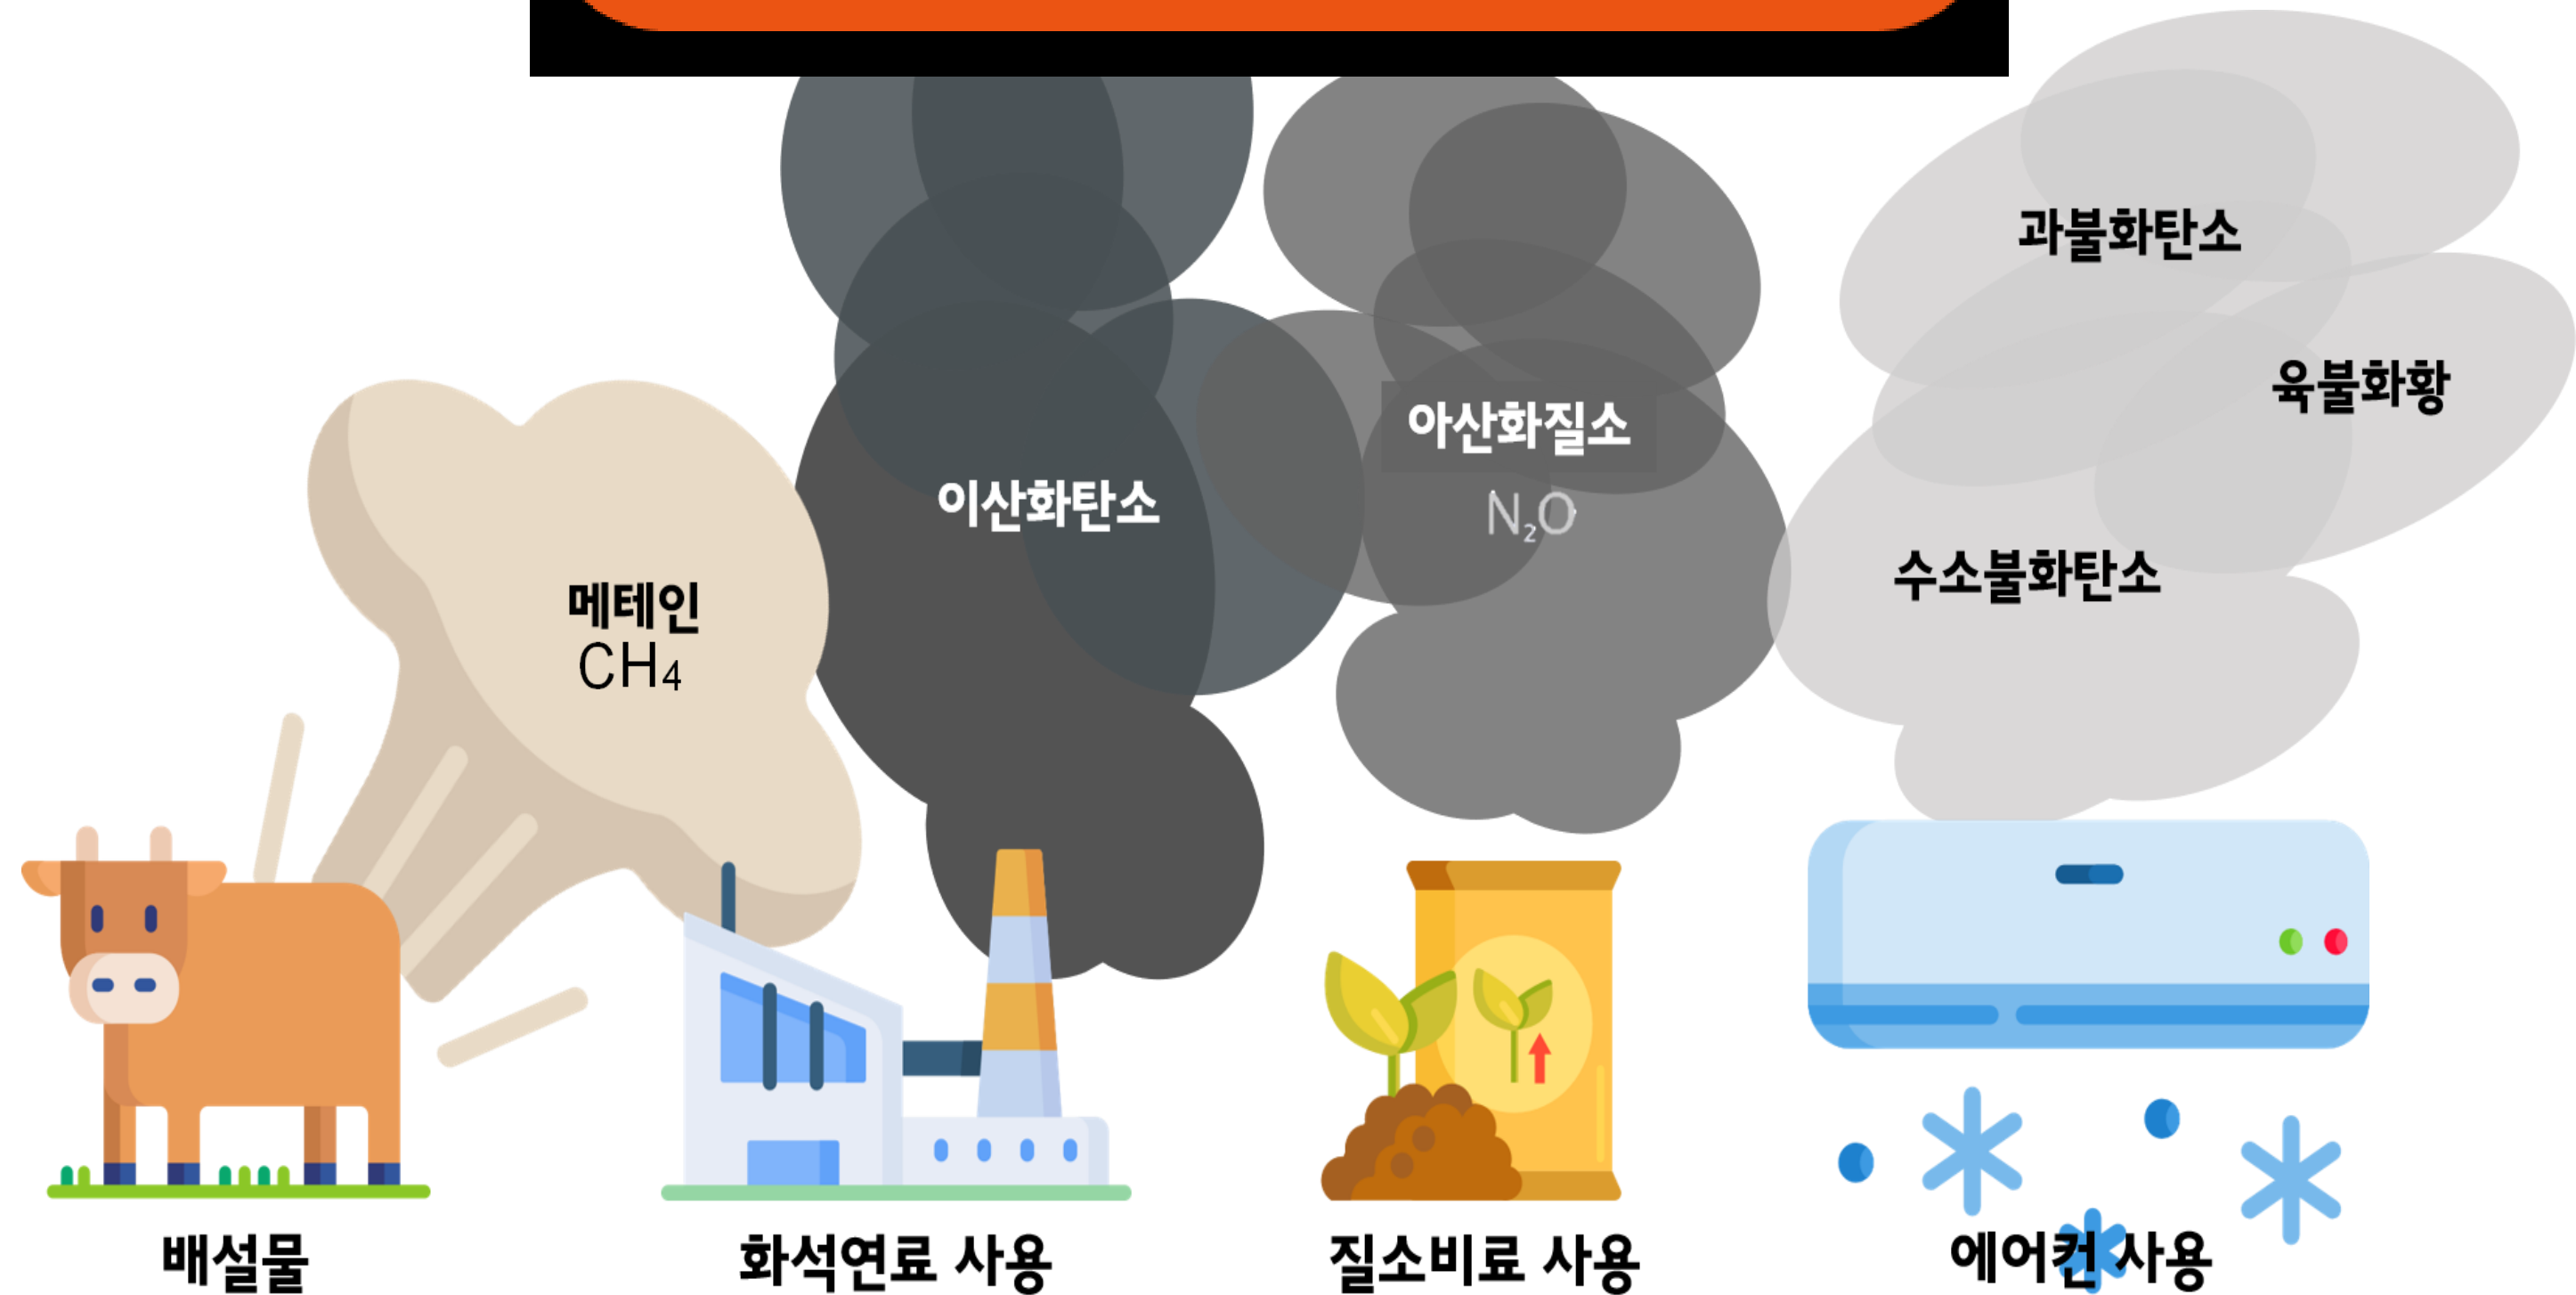 과불화탄소
육불화황
아산화질소
N₂O
이산화탄소
수소불화탄소
메테인
CH₄
배설물
화석연료 사용
질소비료 사용
에어컨 사용